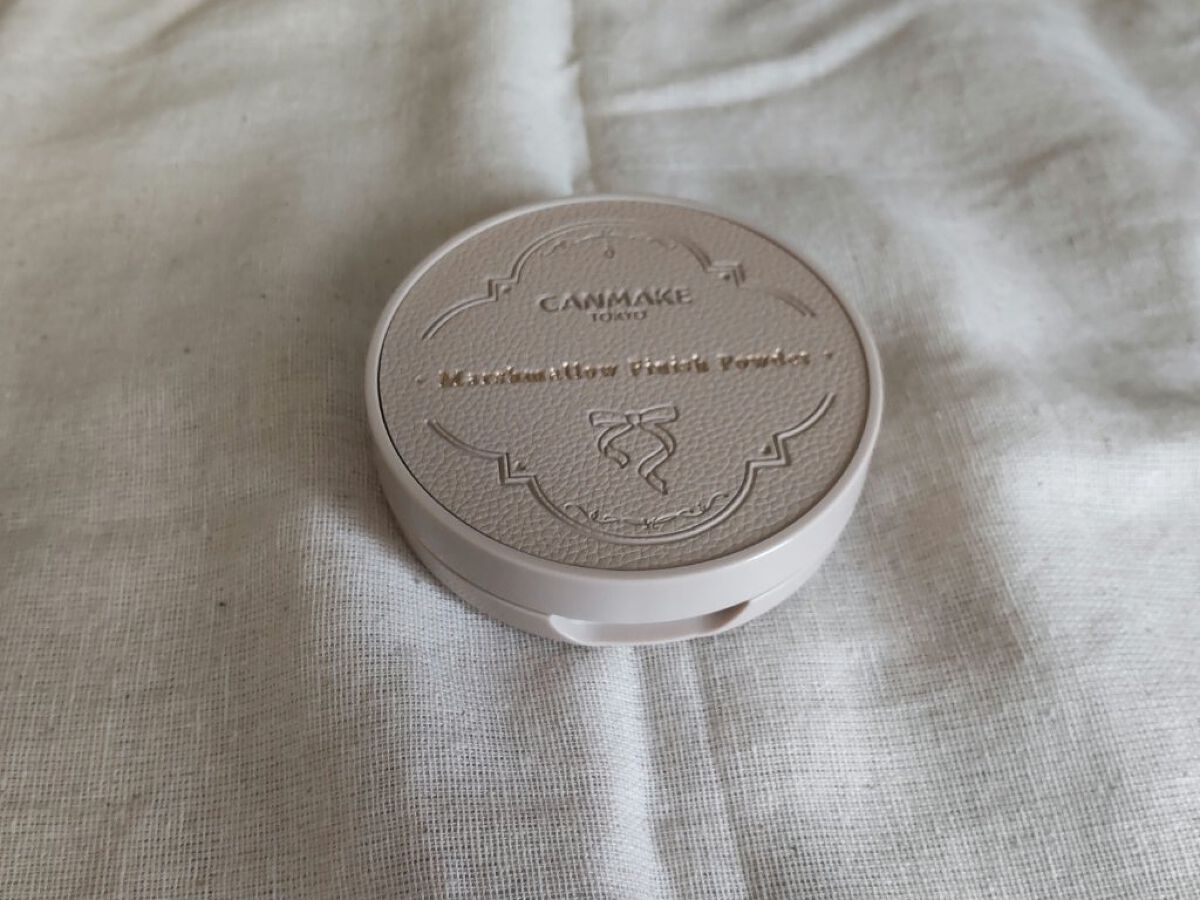 CANMAKE
TOKYO
· Marshmallow Finish Powder ·